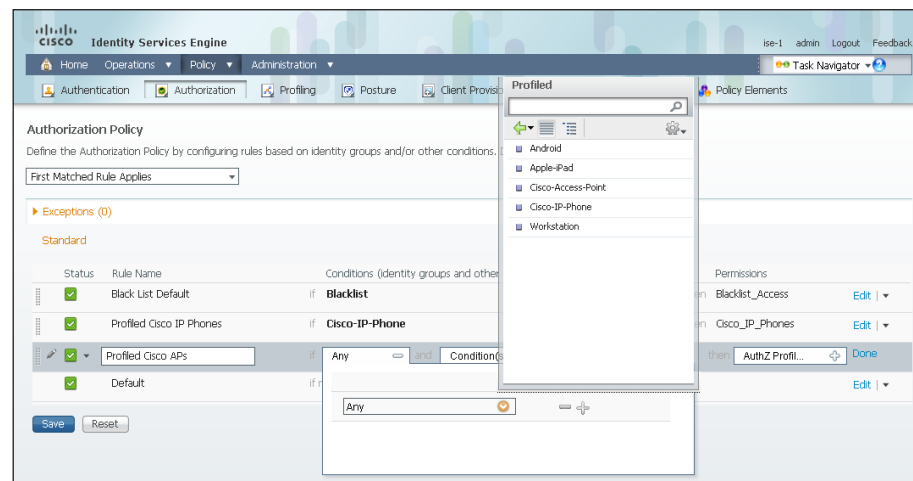 CISCO Identity Services Engine
ise-1 admin Logout Feedback
Home Operations Policy Administration
Task Navigator
Authentication Authorization Profiling Posture Client Provisi
Policy Elements
Profiled
Android
Apple-iPad
Cisco-Access-Point
Cisco-IP-Phone
Workstation
Authorization Policy
Define the Authorization Policy by configuring rules based on identity groups and/or other conditions.
First Matched Rule Applies
Exceptions (0)
Standard
Status Rule Name Conditions (identity groups and other Permissions
Black List Default if Blacklist en Blacklist_Access Edit |
Profiled Cisco IP Phones if Cisco-IP-Phone en Cisco_IP_Phones Edit |
Profiled Cisco APs if Any and Condition(s then AuthZ Profil... Done
Default if n Edit |
Any
Save Reset